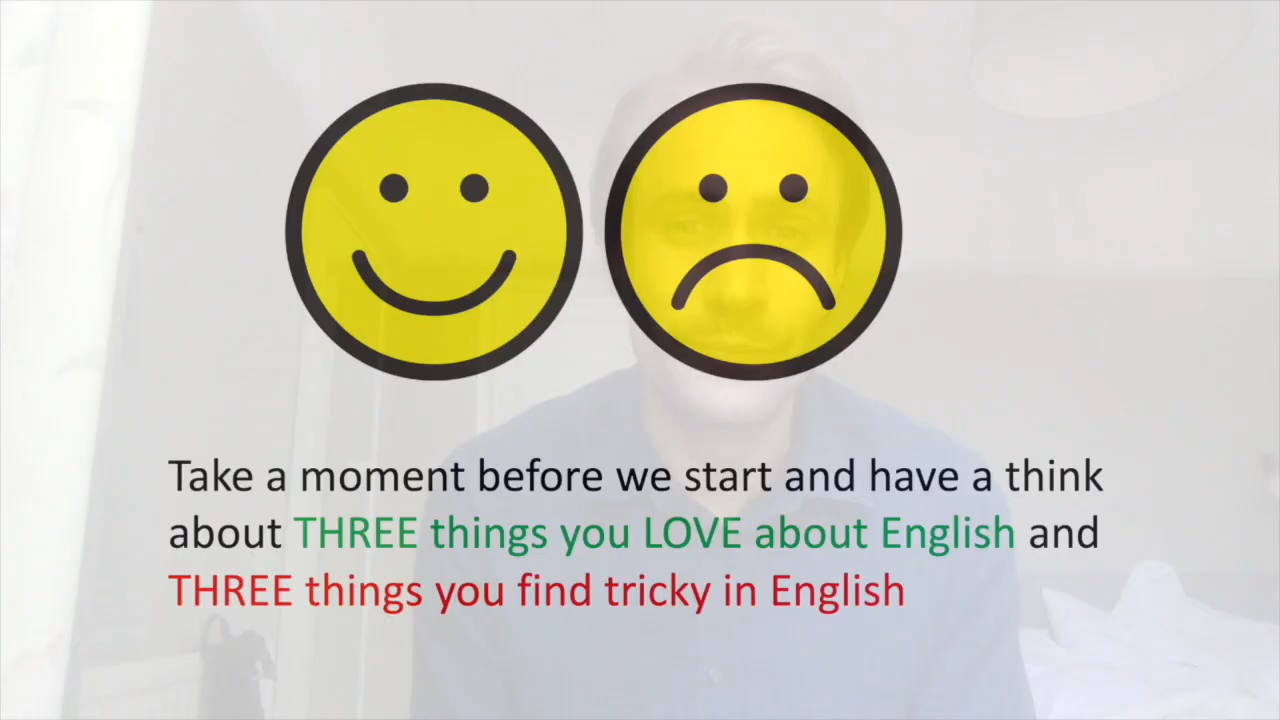 Take a moment before we start and have a think
about THREE things you LOVE about English and
THREE things you find tricky in English